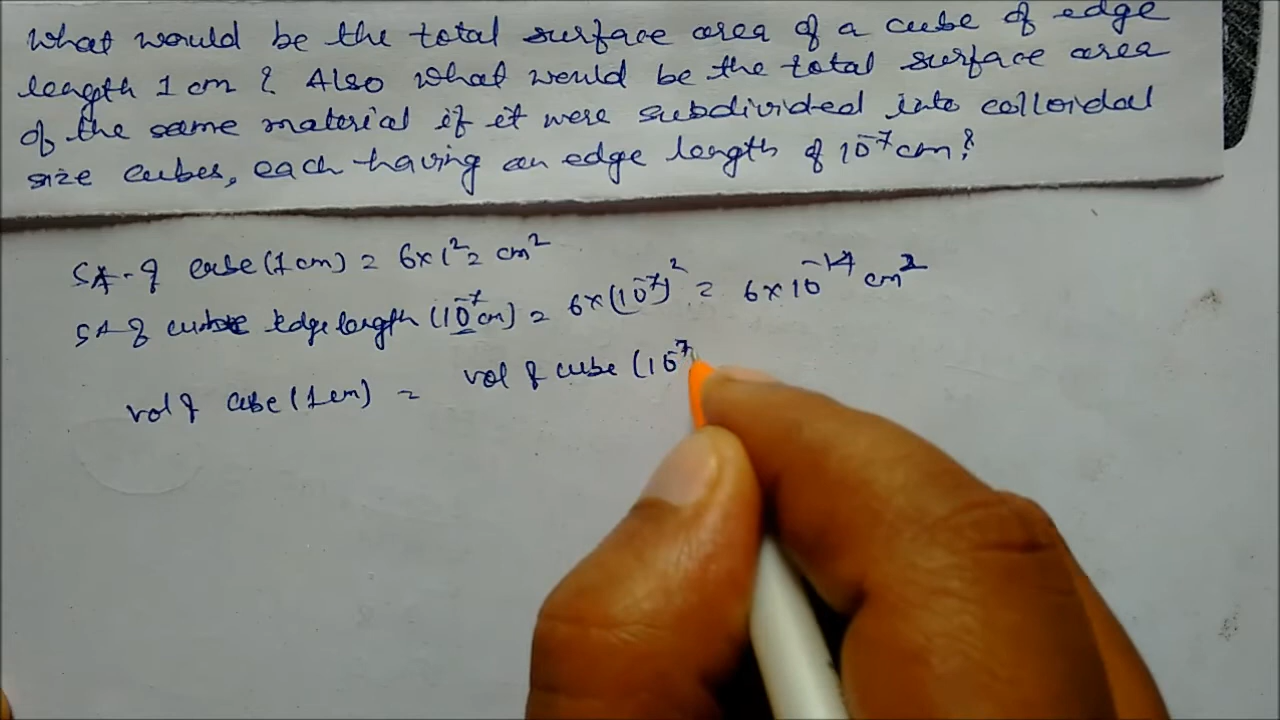 What would be the total surface area of a cube of edge
length 1 cm ? Also what would be the total surface area
of the same material if it were subdivided into colloidal
size cubes, each having an edge length of 10⁻⁷ cm?
SA of cube (1 cm) = 6×1² = cm²
SA of cube edge length (10⁻⁷ cm) = 6×(10⁻⁷)² = 6×10⁻¹⁴ cm²
vol of cube (1 cm) = vol of cube (10⁻⁷